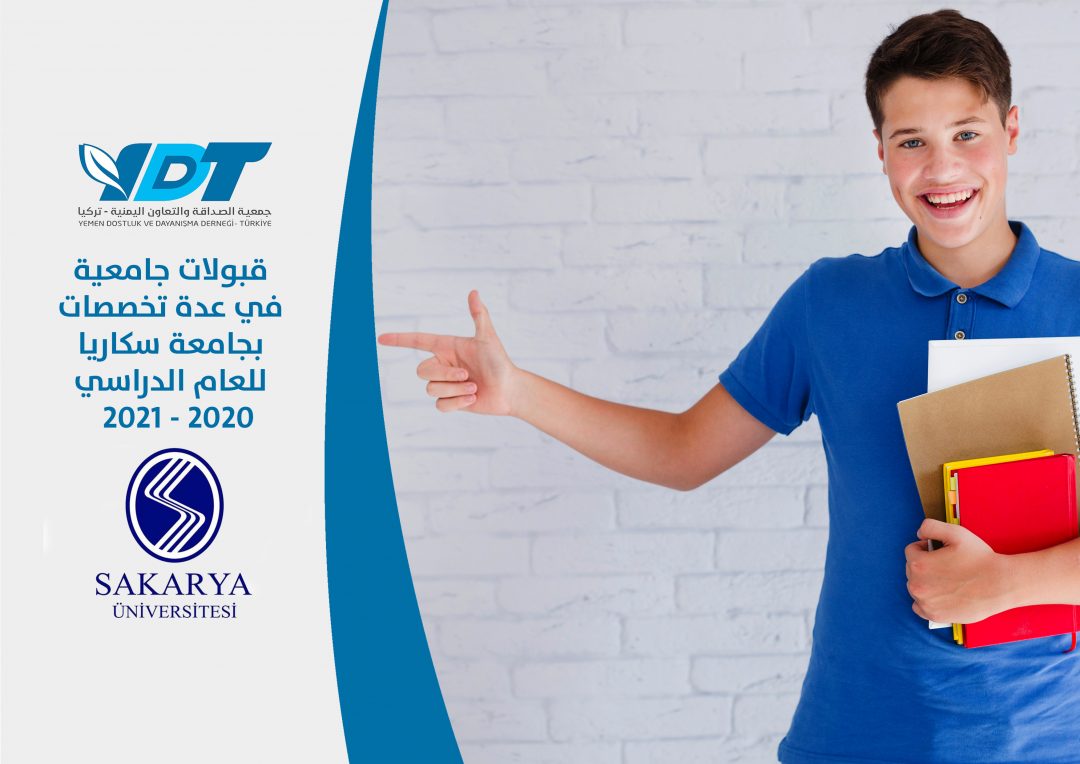 YDT
جمعية الصداقة والتعاون اليمنية - تركيا
YEMEN DOSTLUK VE DAYANIŞMA DERNEĞİ- TÜRKİYE
قبولات جامعية
في عدة تخصصات
بجامعة سكاريا
للعام الدراسي
2020 - 2021
SAKARYA
ÜNİVERSİTESİ